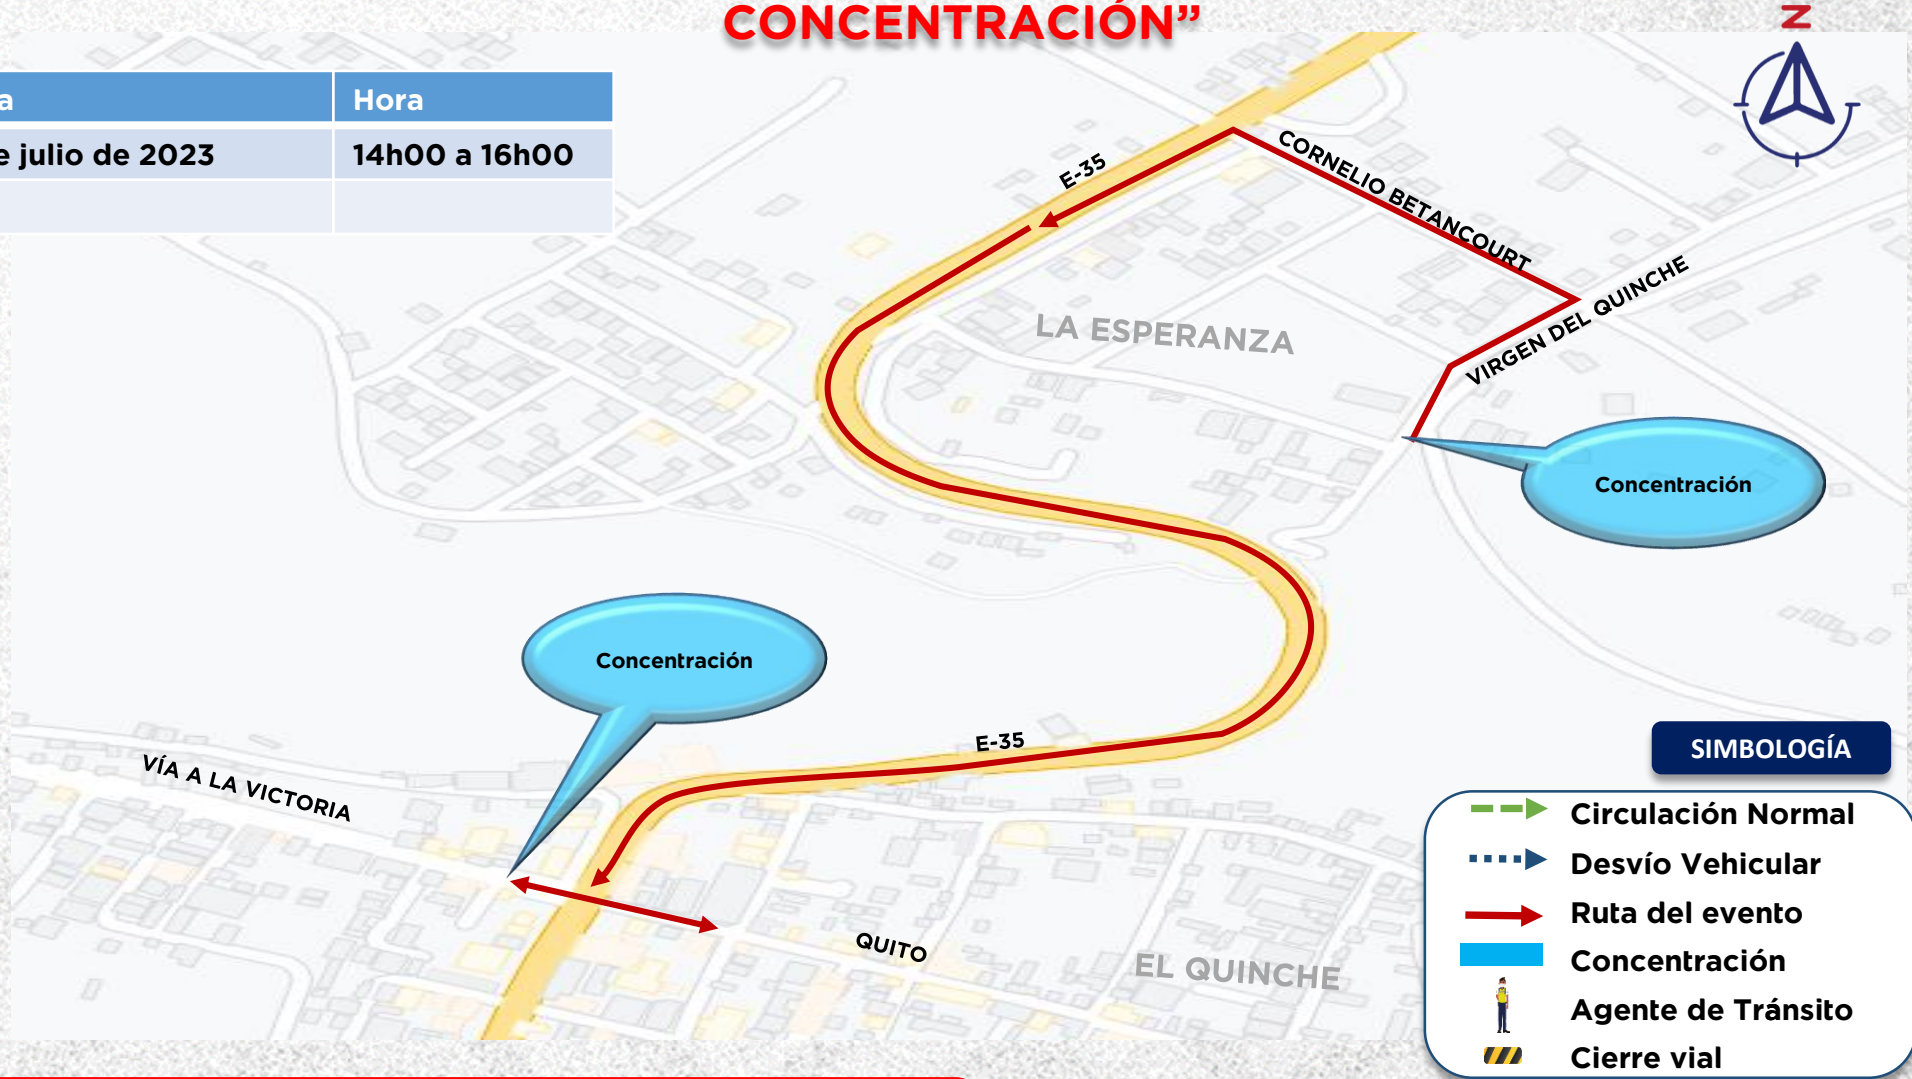 CONCENTRACIÓN”
N
a
Hora
e julio de 2023
14h00 a 16h00
E-35
CORNELIO BETANCOURT
VIRGEN DEL QUINCHE
LA ESPERANZA
Concentración
Concentración
E-35
VÍA A LA VICTORIA
QUITO
EL QUINCHE
SIMBOLOGÍA
Circulación Normal
Desvío Vehicular
Ruta del evento
Concentración
Agente de Tránsito
Cierre vial